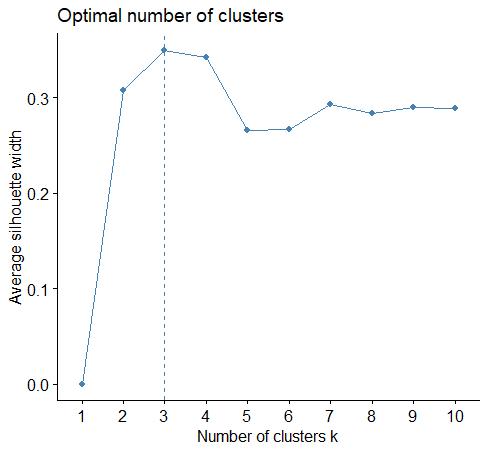 Optimal number of clusters
Average silhouette width
0.3
0.2
0.1
0.0
1 2 3 4 5 6 7 8 9 10
Number of clusters k